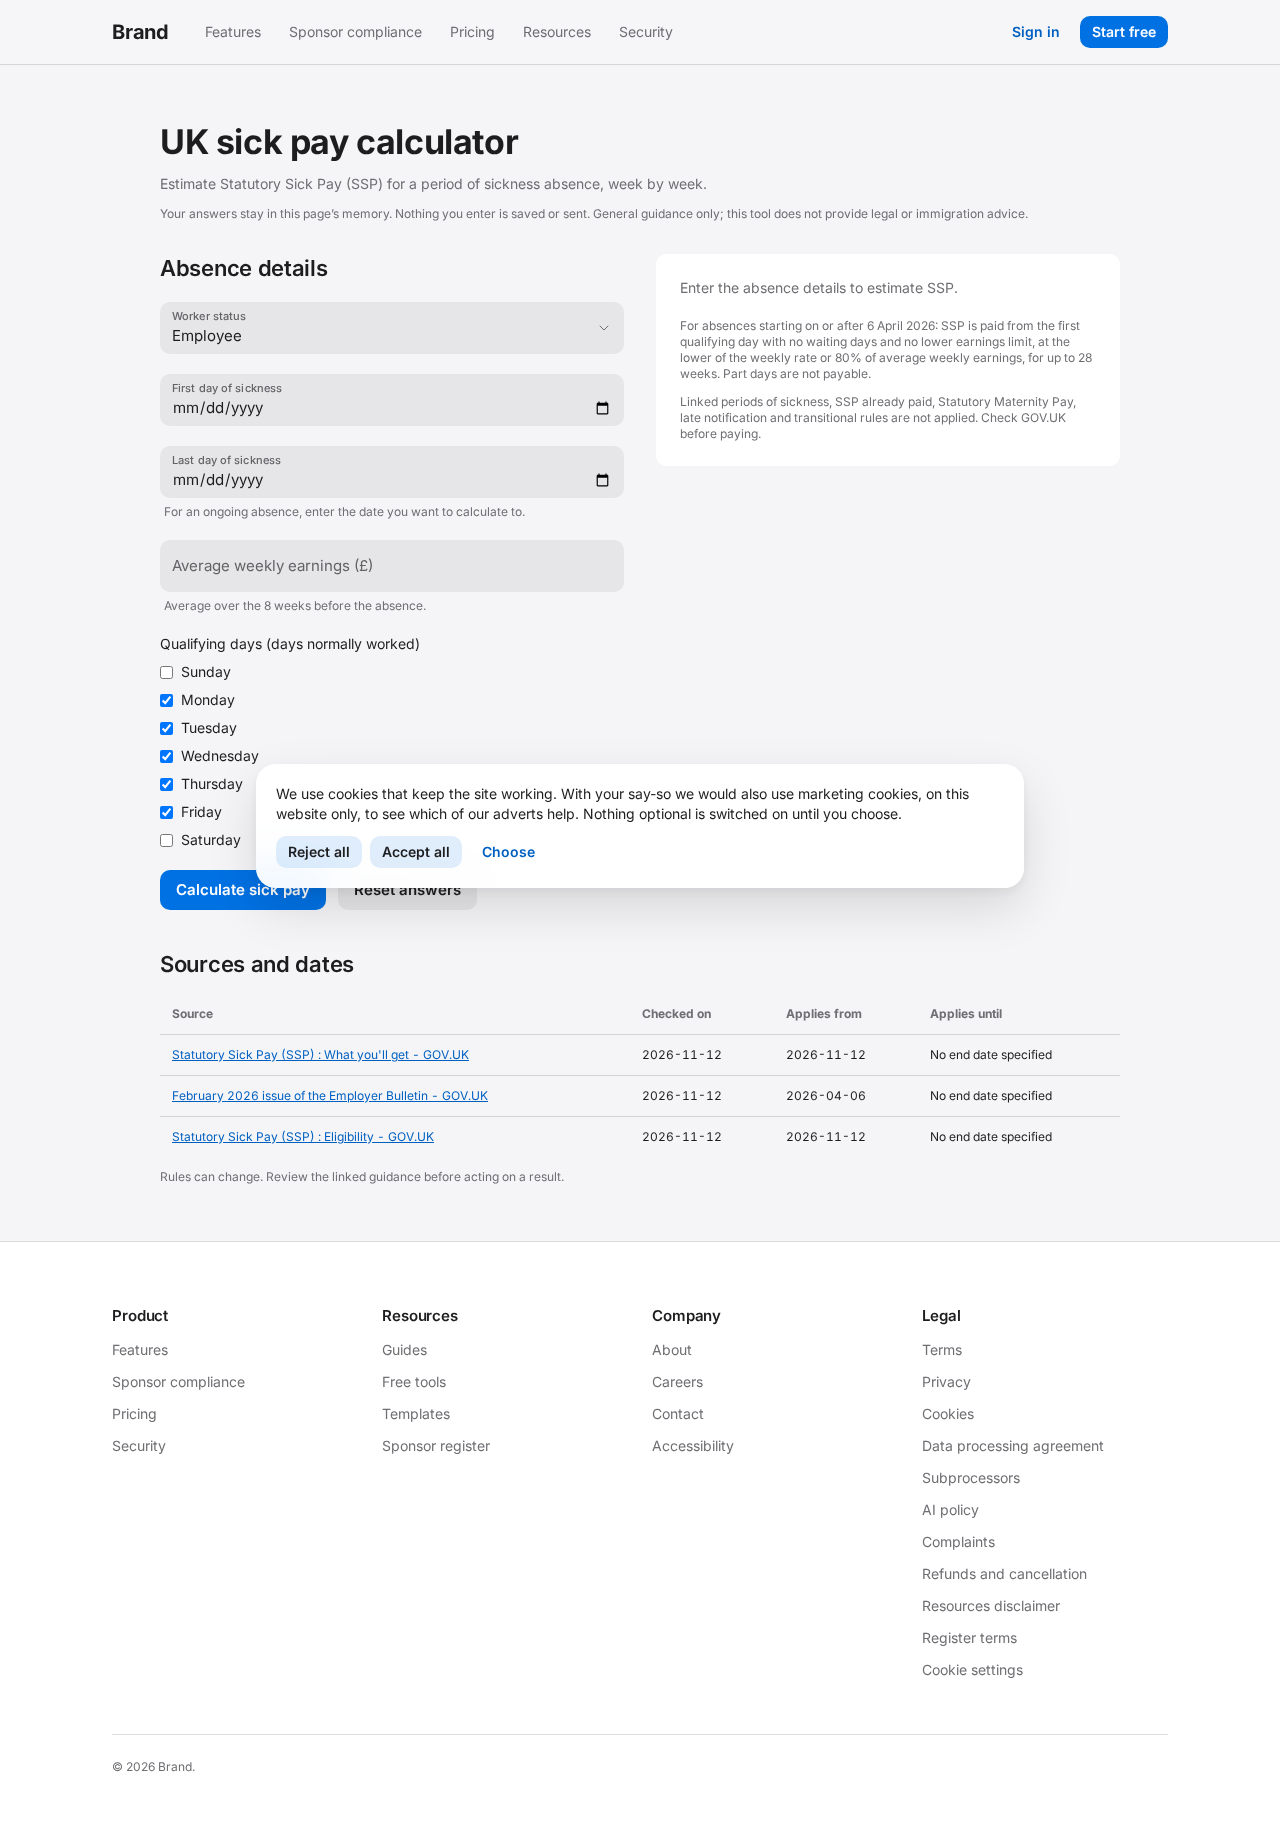 Brand
Features
Sponsor compliance
Pricing
Resources
Security
Sign in
Start free
UK sick pay calculator
Estimate Statutory Sick Pay (SSP) for a period of sickness absence, week by week.
Your answers stay in this page’s memory. Nothing you enter is saved or sent. General guidance only; this tool does not provide legal or immigration advice.
Absence details
Worker status
Employee
First day of sickness
mm/dd/yyyy
Last day of sickness
mm/dd/yyyy
For an ongoing absence, enter the date you want to calculate to.
Average weekly earnings (£)
Average over the 8 weeks before the absence.
Qualifying days (days normally worked)
Sunday
Monday
Tuesday
Wednesday
Thursday
Friday
Saturday
Calculate sick pay
Reset answers
Enter the absence details to estimate SSP.
For absences starting on or after 6 April 2026: SSP is paid from the first
qualifying day with no waiting days and no lower earnings limit, at the
lower of the weekly rate or 80% of average weekly earnings, for up to 28
weeks. Part days are not payable.
Linked periods of sickness, SSP already paid, Statutory Maternity Pay,
late notification and transitional rules are not applied. Check GOV.UK
before paying.
We use cookies that keep the site working. With your say-so we would also use marketing cookies, on this
website only, to see which of our adverts help. Nothing optional is switched on until you choose.
Reject all
Accept all
Choose
Sources and dates
Source
Checked on
Applies from
Applies until
Statutory Sick Pay (SSP) : What you'll get - GOV.UK
2026-11-12
2026-11-12
No end date specified
February 2026 issue of the Employer Bulletin - GOV.UK
2026-11-12
2026-04-06
No end date specified
Statutory Sick Pay (SSP) : Eligibility - GOV.UK
2026-11-12
2026-11-12
No end date specified
Rules can change. Review the linked guidance before acting on a result.
Product
Features
Sponsor compliance
Pricing
Security
Resources
Guides
Free tools
Templates
Sponsor register
Company
About
Careers
Contact
Accessibility
Legal
Terms
Privacy
Cookies
Data processing agreement
Subprocessors
AI policy
Complaints
Refunds and cancellation
Resources disclaimer
Register terms
Cookie settings
© 2026 Brand.